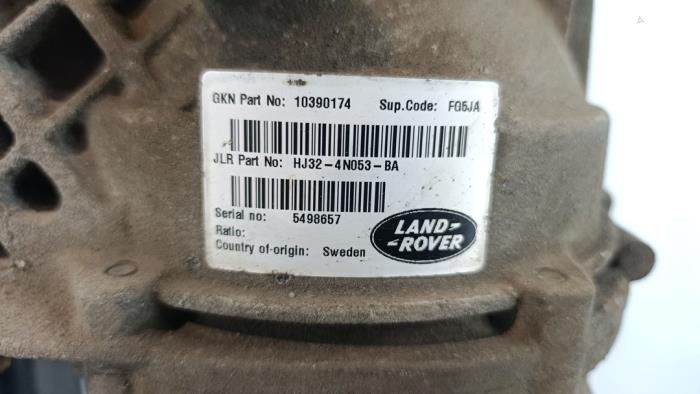 GKN Part No: 10390174 Sup.Code: FG5JA
JLR Part No: HJ32-4N053-BA
Serial no: 5498657
Ratio:
Country of-origin: Sweden
LAND-
-ROVER